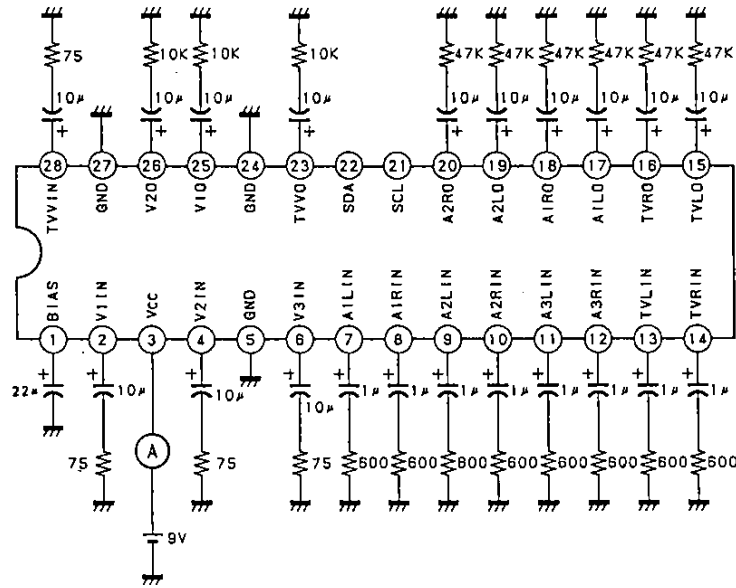 75 10K 10K 10K 47K 47K 47K 47K 47K 47K
10μ 10μ 10μ 10μ 10μ 10μ 10μ 10μ 10μ 10μ
+ + + + + + + + + +
28 27 26 25 24 23 22 21 20 19 18 17 16 15
TVVIN GND V2O V1O GND TVVO SDA SCL A2RO A2LO A1RO A1LO TVRO TVLO
BIAS V1IN VCC V2IN GND V3IN A1LIN A1RIN A2LIN A2RIN A3LIN A3RIN TVLIN TVRIN
1 2 3 4 5 6 7 8 9 10 11 12 13 14
+ + + + + + + + + + + +
22μ 10μ 10μ 10μ 1μ 1μ 1μ 1μ 1μ 1μ 1μ 1μ
75 A 75 75 600 600 600 600 600 600 600 600
9V